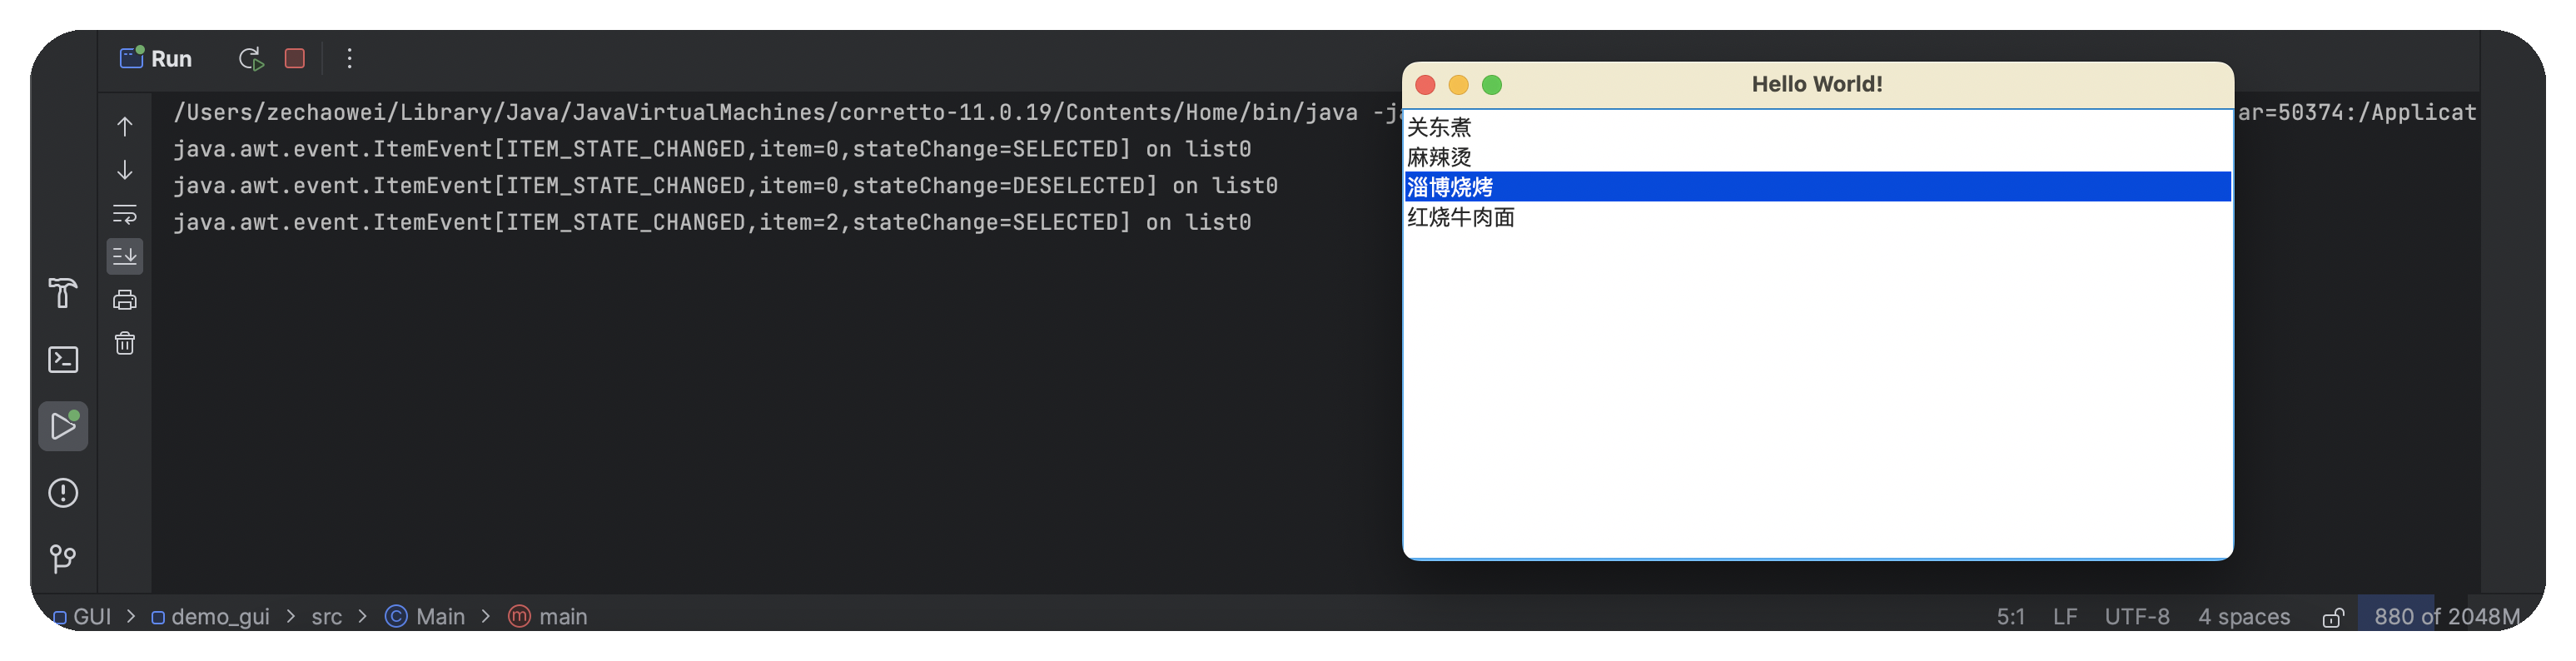 Run
/Users/zechaowei/Library/Java/JavaVirtualMachines/corretto-11.0.19/Contents/Home/bin/java -ja
ar=50374:/Applicat
java.awt.event.ItemEvent[ITEM_STATE_CHANGED,item=0,stateChange=SELECTED] on list0
java.awt.event.ItemEvent[ITEM_STATE_CHANGED,item=0,stateChange=DESELECTED] on list0
java.awt.event.ItemEvent[ITEM_STATE_CHANGED,item=2,stateChange=SELECTED] on list0
Hello World!
关东煮
麻辣烫
淄博烧烤
红烧牛肉面
GUI > demo_gui > src > Main > main
5:1 LF UTF-8 4 spaces 880 of 2048M